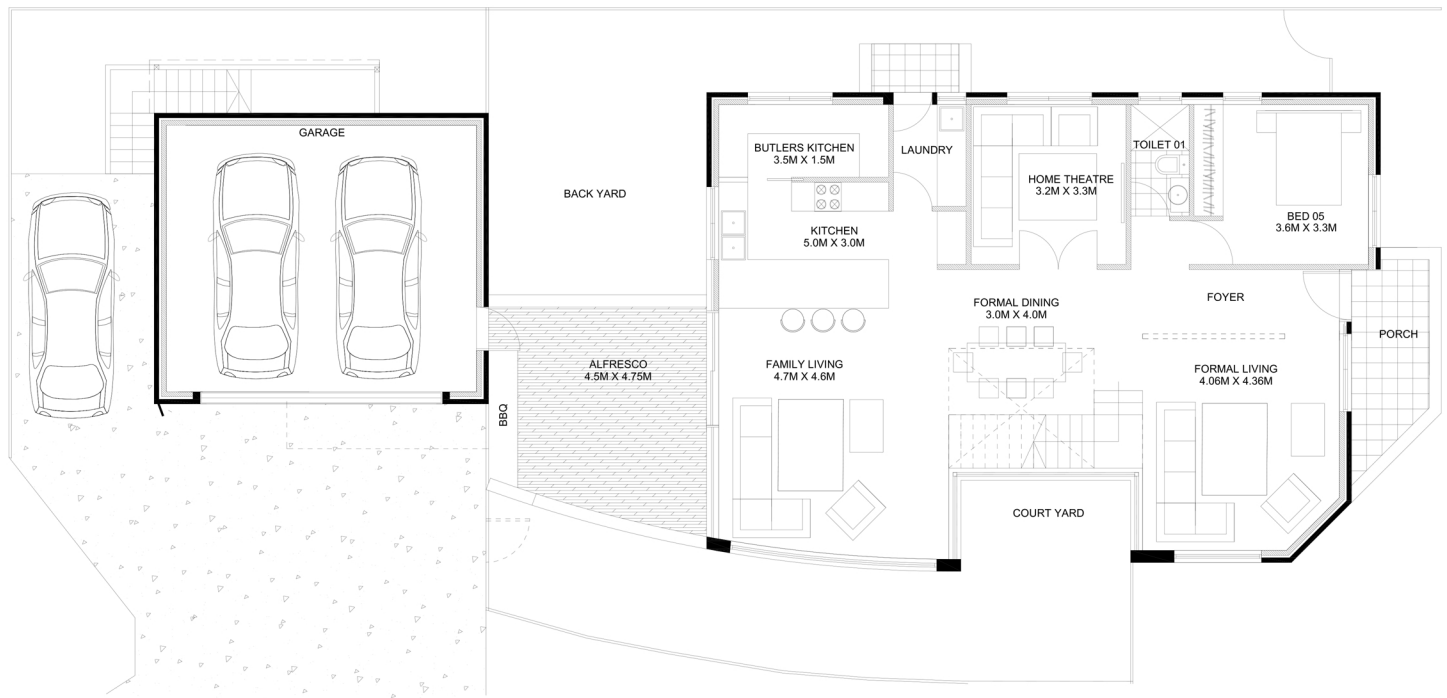 GARAGE
BACK YARD
BUTLERS KITCHEN
3.5M X 1.5M
LAUNDRY
HOME THEATRE
3.2M X 3.3M
TOILET 01
BED 05
3.6M X 3.3M
KITCHEN
5.0M X 3.0M
FORMAL DINING
3.0M X 4.0M
FOYER
PORCH
ALFRESCO
4.5M X 4.75M
FAMILY LIVING
4.7M X 4.6M
FORMAL LIVING
4.06M X 4.36M
BBQ
COURT YARD